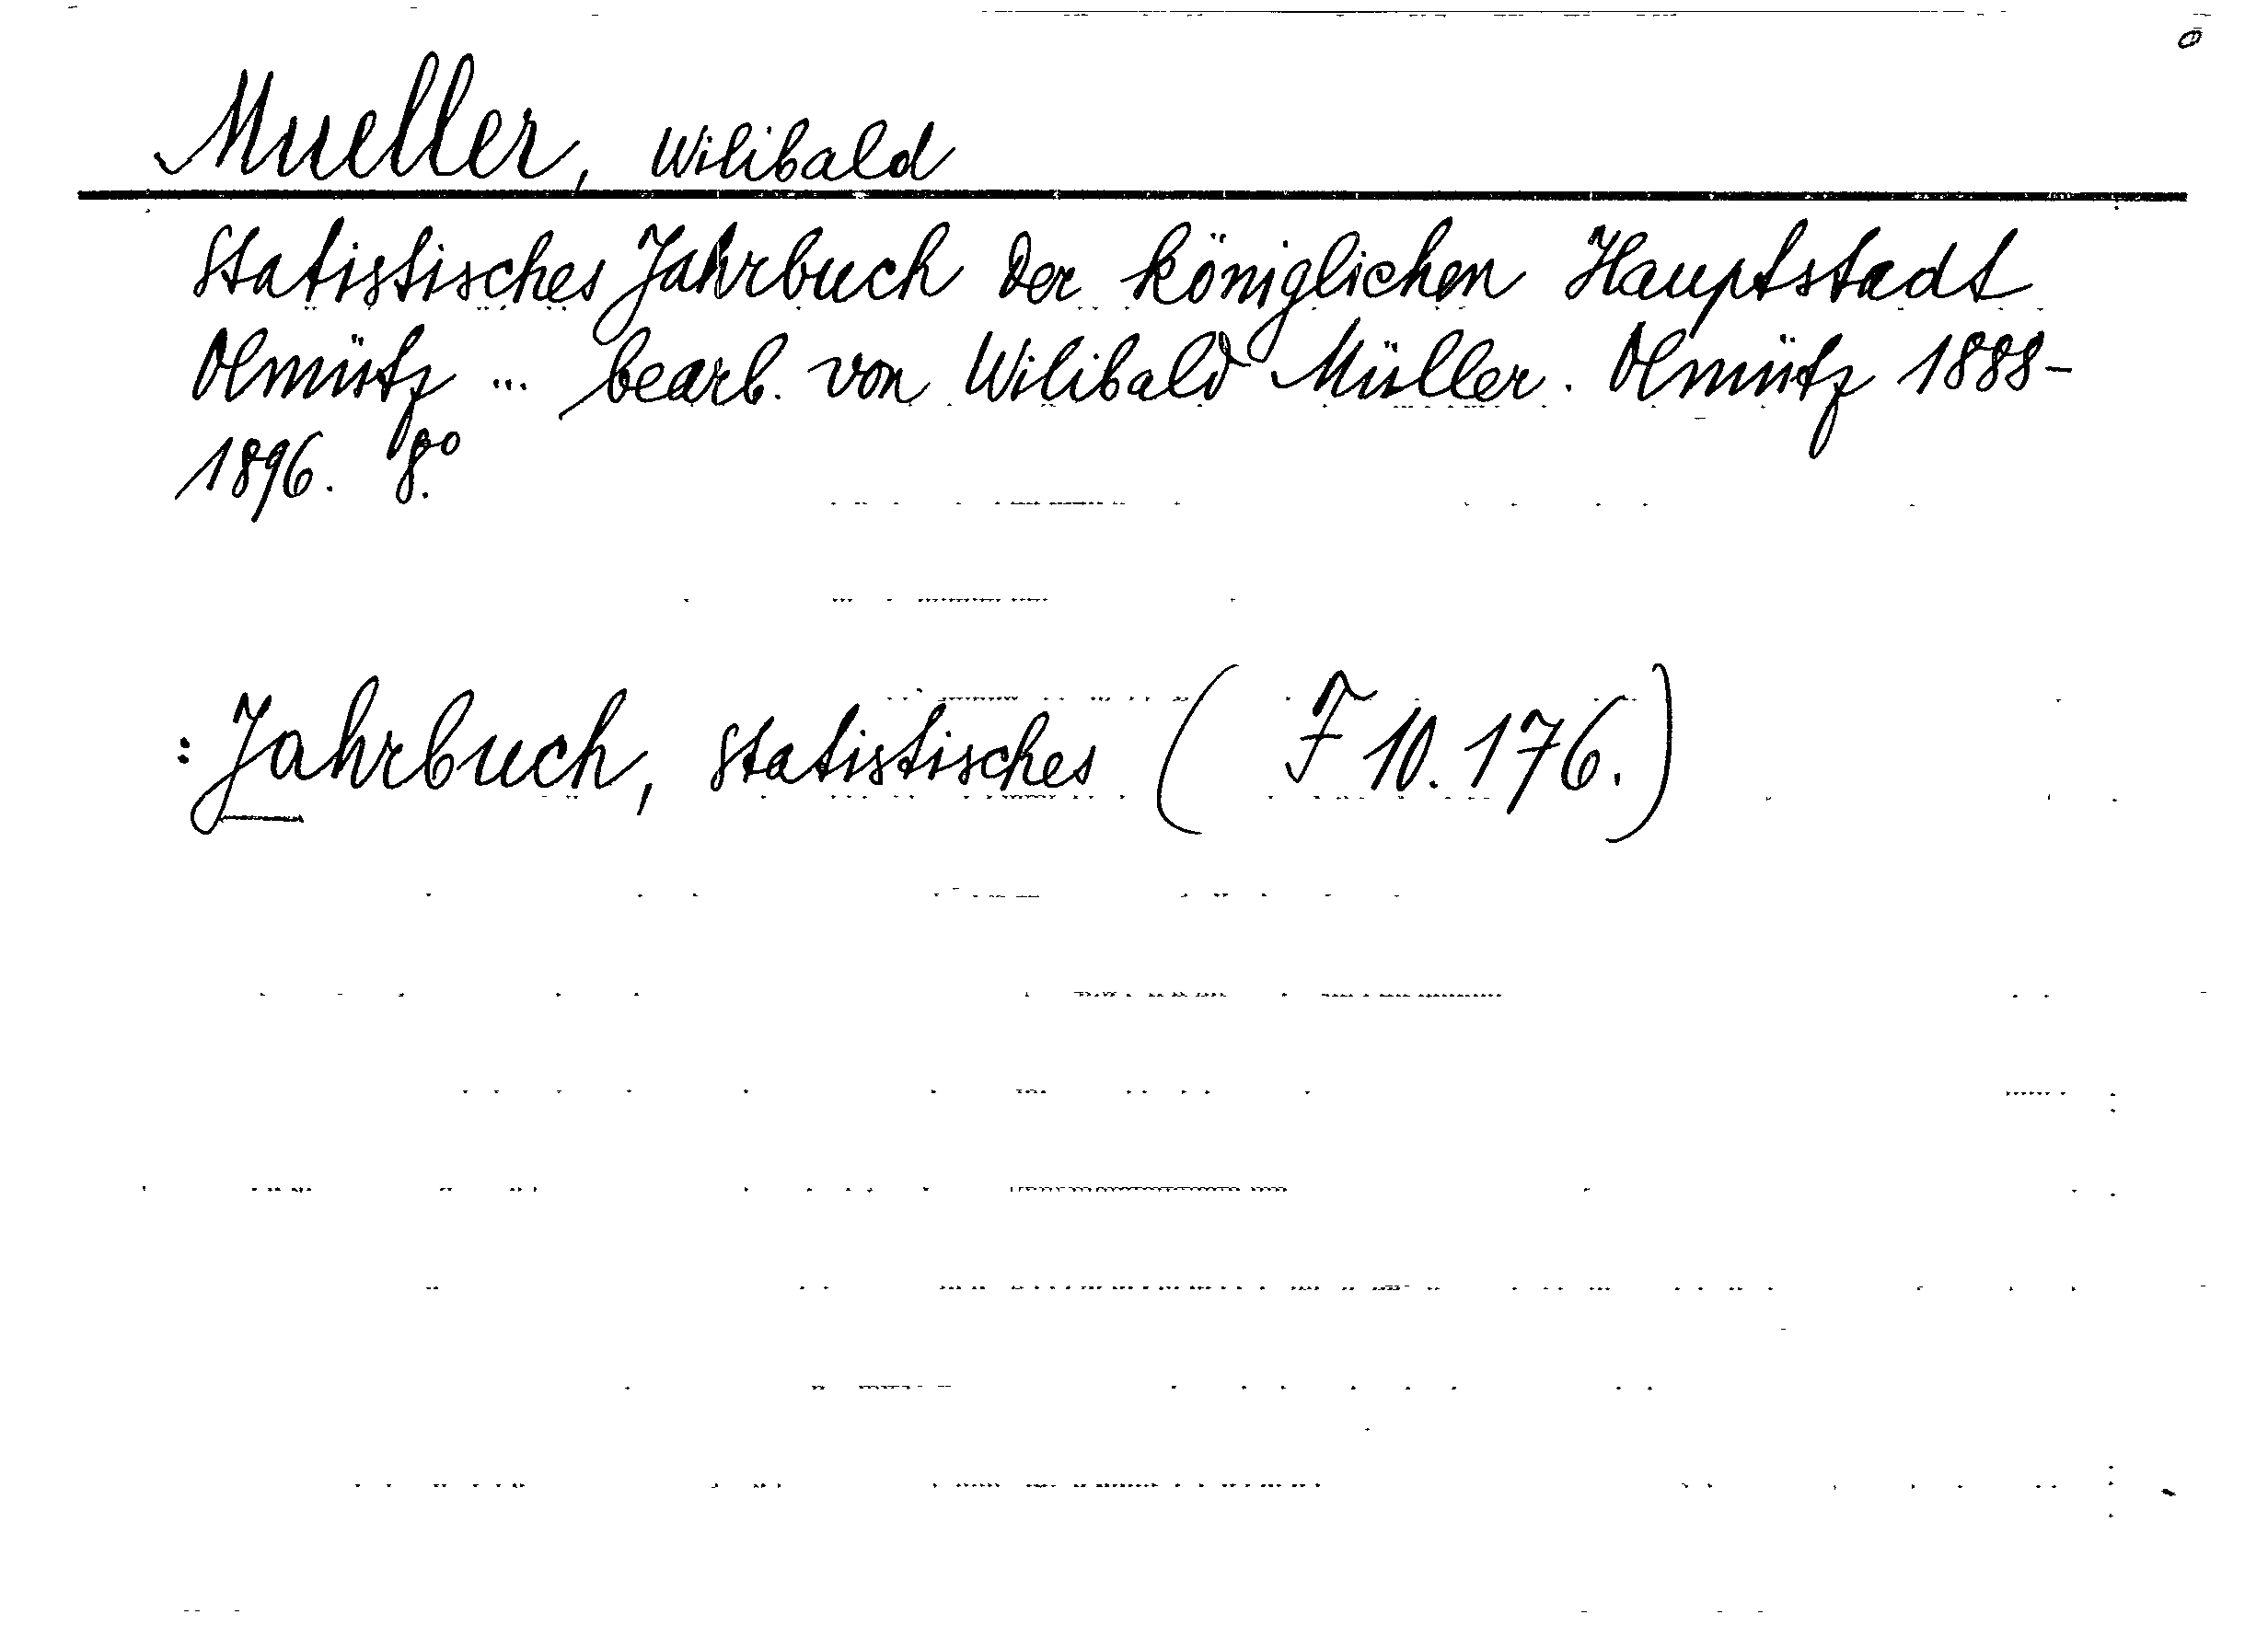 Mueller, Wilibald
Statistisches Jahrbuch der königlichen Hauptstadt
Olmütz ... bearb. von Wilibald Müller. Olmütz 1888-
1896. 8°.
: Jahrbuch, statistisches ( F 10.176.)